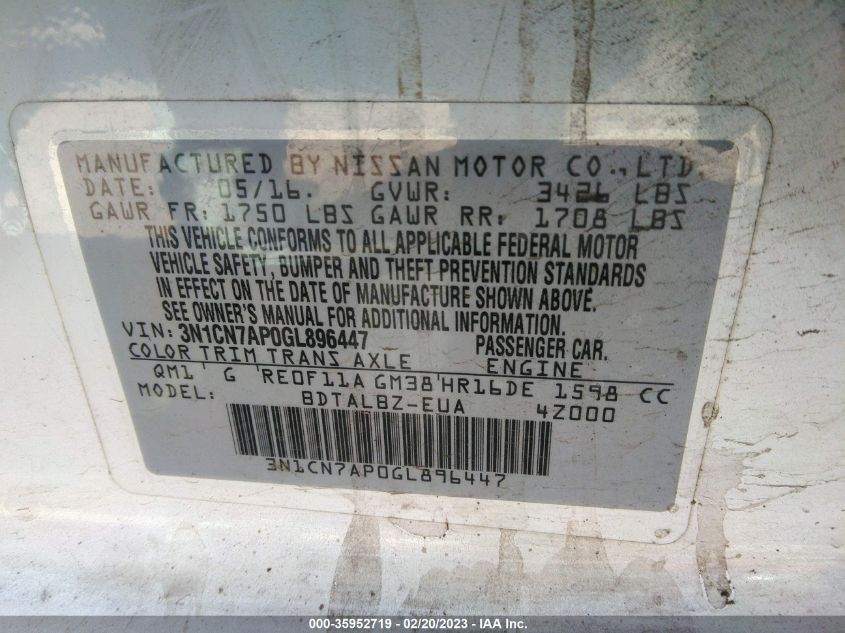 MANUFACTURED BY NISSAN MOTOR CO., LTD.
DATE: 05/16. GVWR: 3426 LBS
GAWR FR: 1750 LBS GAWR RR: 1708 LBS
THIS VEHICLE CONFORMS TO ALL APPLICABLE FEDERAL MOTOR
VEHICLE SAFETY, BUMPER AND THEFT PREVENTION STANDARDS
IN EFFECT ON THE DATE OF MANUFACTURE SHOWN ABOVE.
SEE OWNER'S MANUAL FOR ADDITIONAL INFORMATION.
VIN: 3N1CN7AP0GL896447 PASSENGER CAR.
COLOR TRIM TRANS AXLE ENGINE
QM1 G RE0F11A GM38 HR16DE 1598 CC
MODEL: BDTALBZ-EUA 4Z000
3N1CN7AP0GL896447
000-35952719 - 02/20/2023 - IAA Inc.